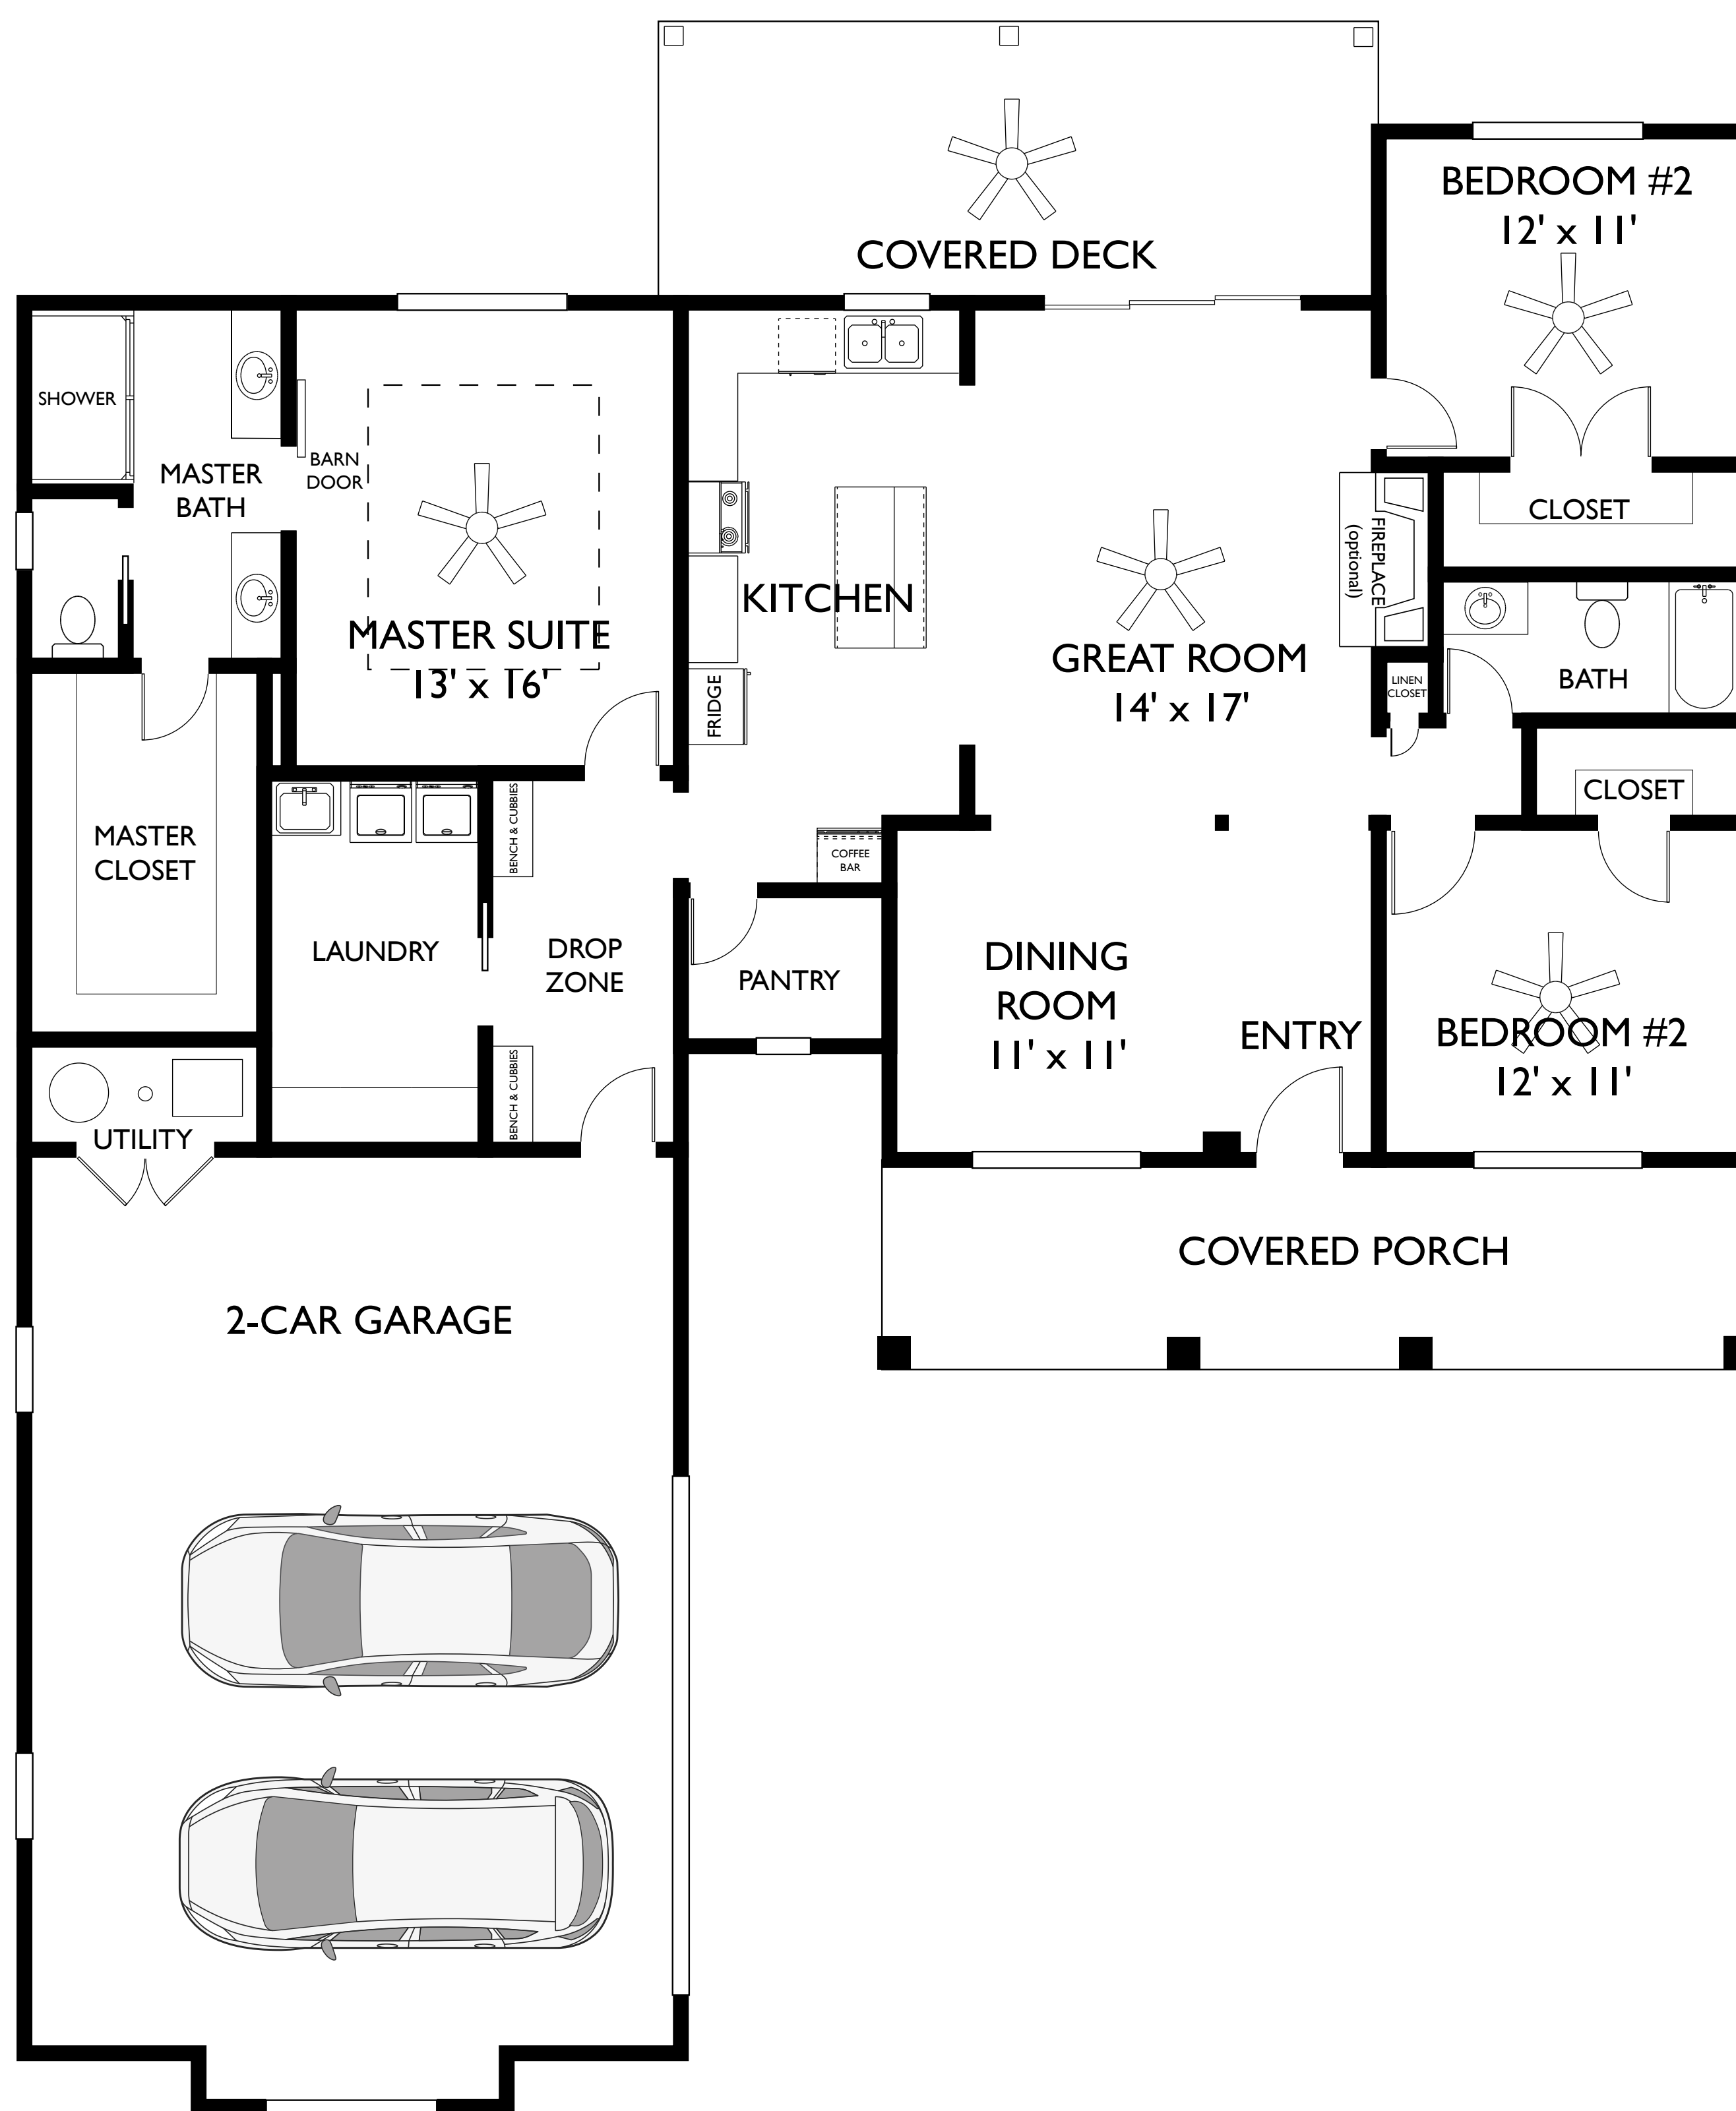 COVERED DECK
BEDROOM #2
12' x 11'
SHOWER
MASTER
BATH
BARN
DOOR
MASTER SUITE
13' x 16'
KITCHEN
FRIDGE
GREAT ROOM
14' x 17'
FIREPLACE
(optional)
CLOSET
LINEN
CLOSET
BATH
CLOSET
MASTER
CLOSET
BENCH & CUBBIES
COFFEE
BAR
LAUNDRY
DROP
ZONE
PANTRY
DINING
ROOM
11' x 11'
ENTRY
BEDROOM #2
12' x 11'
BENCH & CUBBIES
UTILITY
COVERED PORCH
2-CAR GARAGE